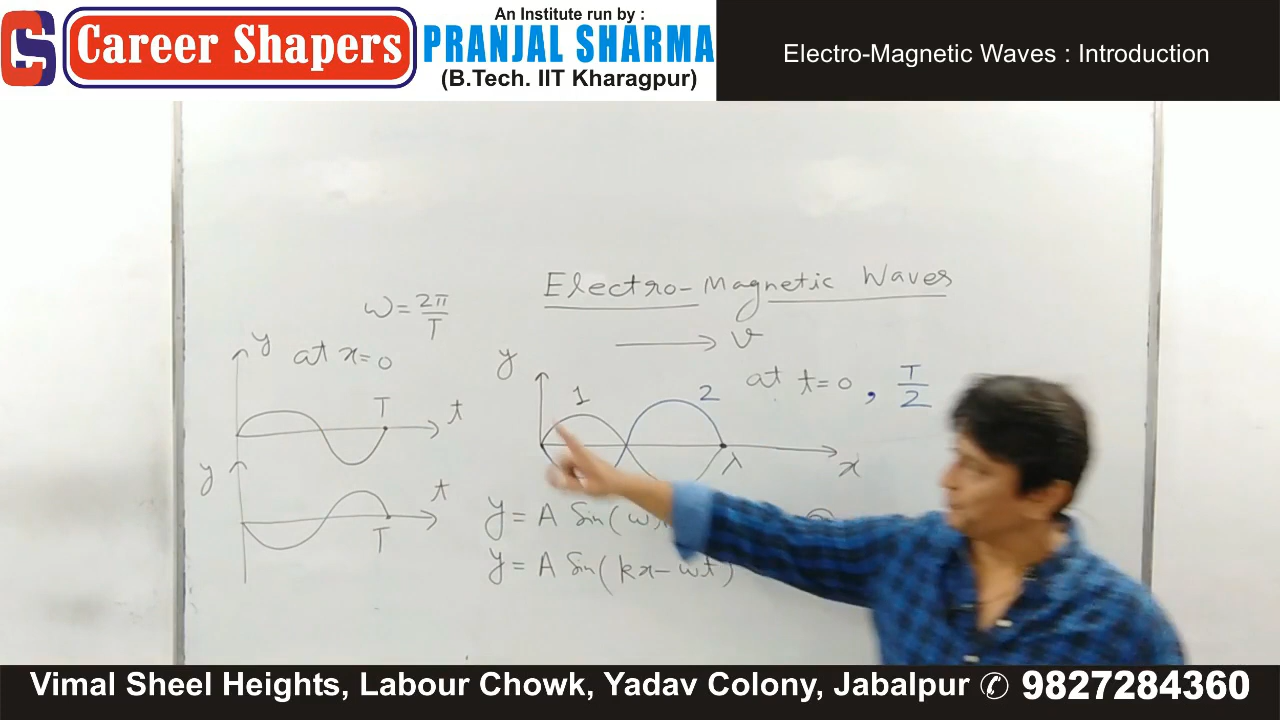 CS Career Shapers
An Institute run by :
PRANJAL SHARMA
(B.Tech. IIT Kharagpur)
Electro-Magnetic Waves : Introduction
Electro-Magnetic Waves
ω = 2π/T
→ v
y at x=0
T t
y
t
T
y
1 2
at t=0, T/2
λ x
y = A Sin(ω
y = A Sin(kx-ωt)
Vimal Sheel Heights, Labour Chowk, Yadav Colony, Jabalpur ✆ 9827284360